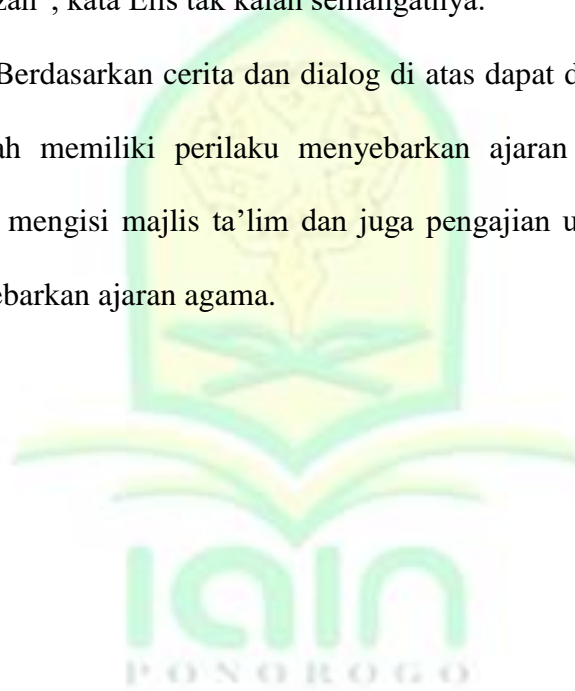 zah", kata Elis tak kalah semangatnya.
Berdasarkan cerita dan dialog di atas dapat d
ah memiliki perilaku menyebarkan ajaran
mengisi majlis ta'lim dan juga pengajian u
ebarkan ajaran agama.
iain
PONOROGO